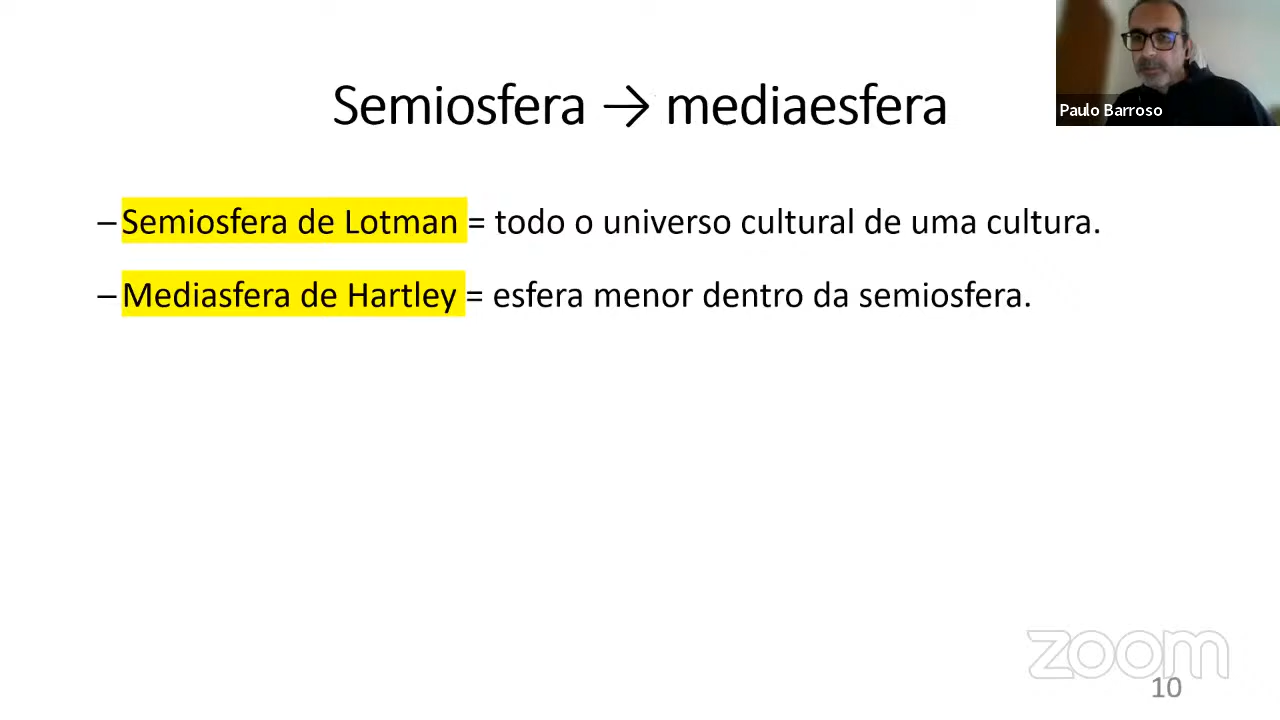 Semiosfera → mediaesfera
Paulo Barroso
– Semiosfera de Lotman = todo o universo cultural de uma cultura.
– Mediasfera de Hartley = esfera menor dentro da semiosfera.
zoom
10